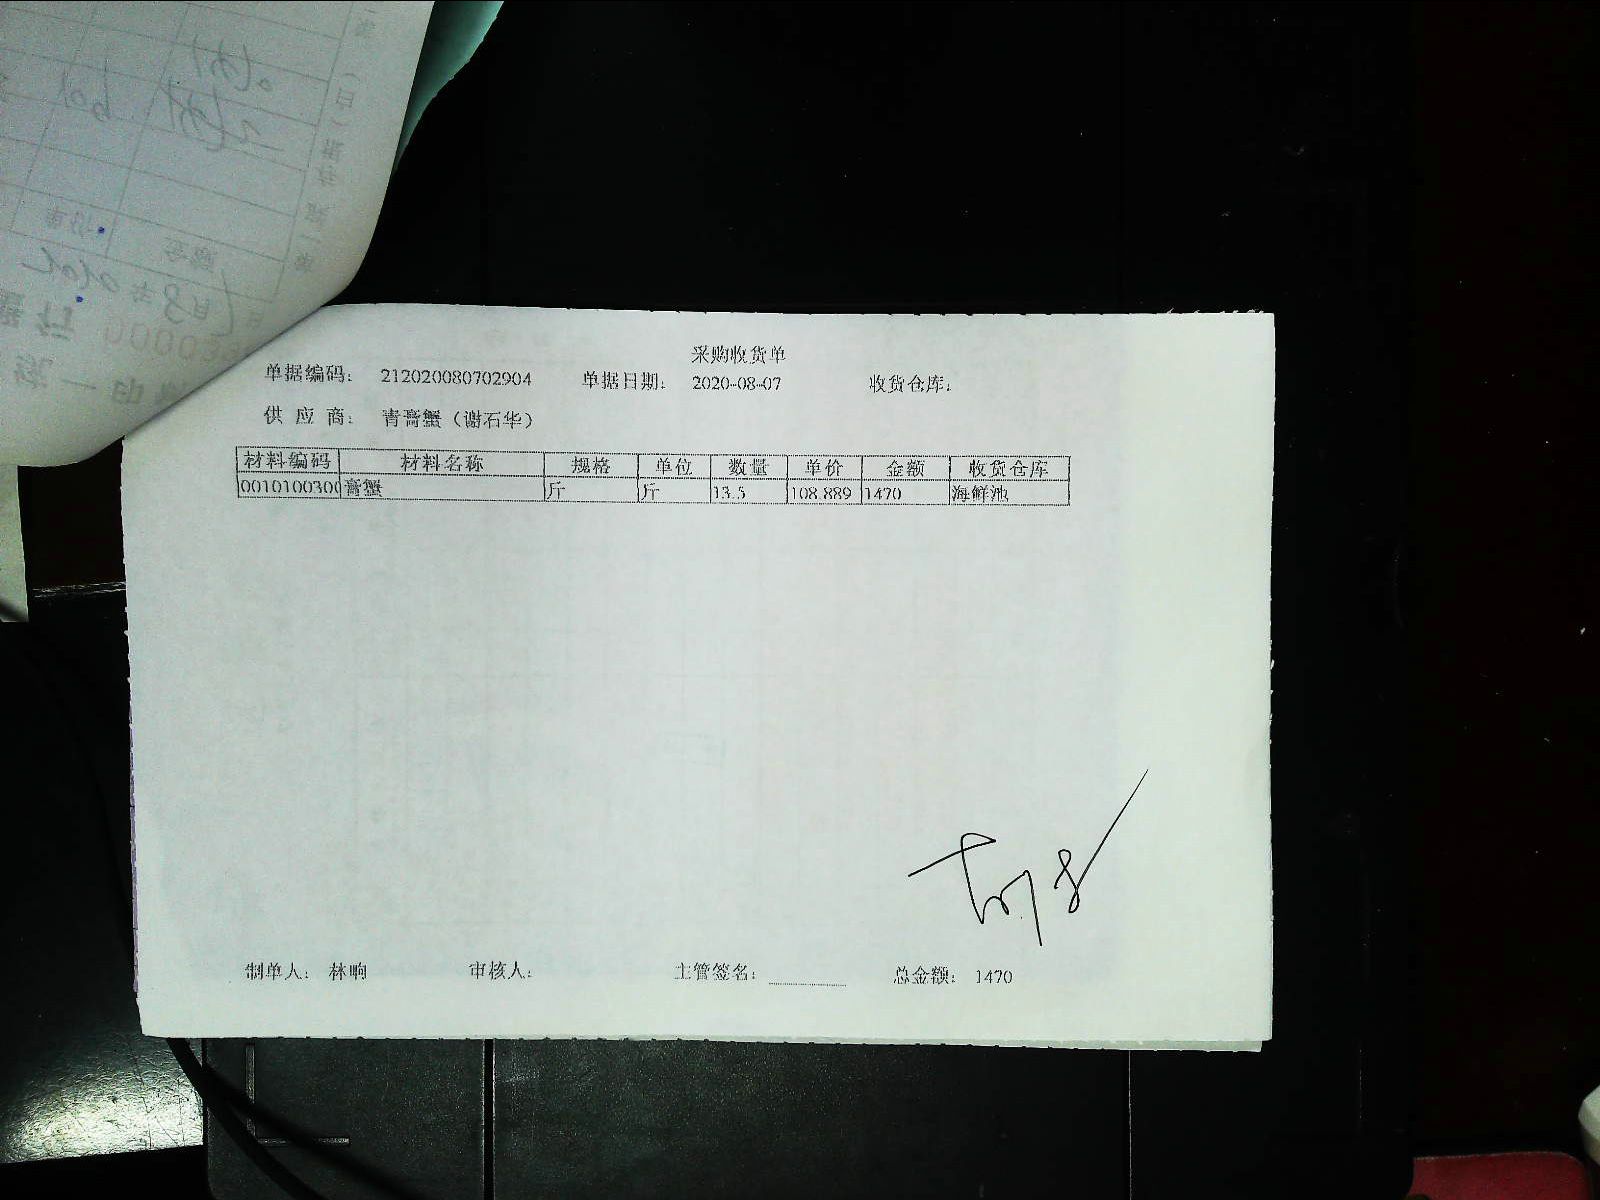 采购收货单
单据编码： 212020080702904 单据日期： 2020-08-07 收货仓库：
供 应 商： 青膏蟹（谢石华）
材料编码 材料名称 规格 单位 数量 单价 金额 收货仓库
0010100300 膏蟹 斤 斤 13.5 108.889 1470 海鲜池
制单人： 林晌 审核人： 主管签名： 总金额： 1470